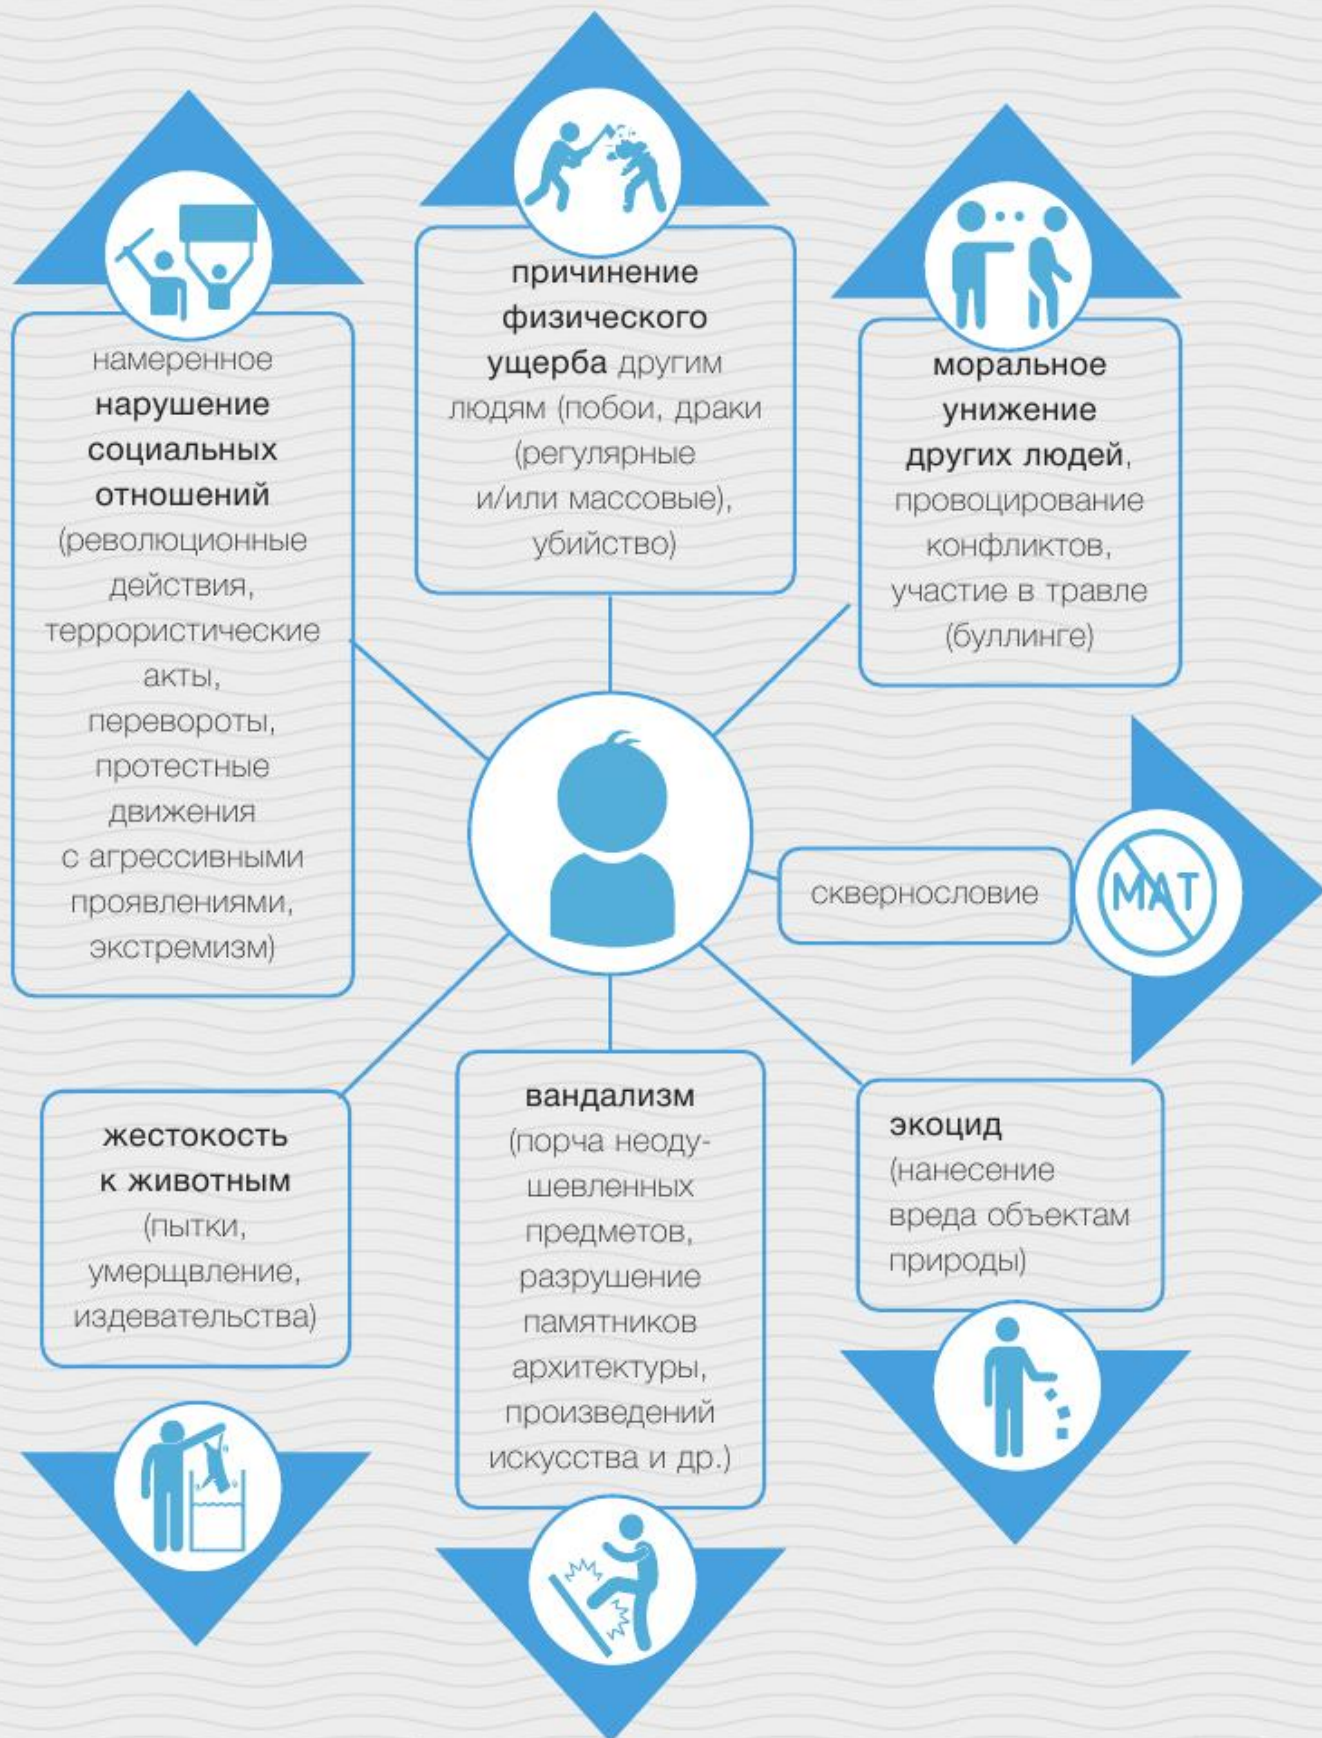 намеренное
нарушение
социальных
отношений
(революционные
действия,
террористические
акты,
перевороты,
протестные
движения
с агрессивными
проявлениями,
экстремизм)
причинение
физического
ущерба другим
людям (побои, драки
(регулярные
и/или массовые),
убийство)
моральное
унижение
других людей,
провоцирование
конфликтов,
участие в травле
(буллинге)
сквернословие
МАТ
жестокость
к животным
(пытки,
умерщвление,
издевательства)
вандализм
(порча неоду-
шевленных
предметов,
разрушение
памятников
архитектуры,
произведений
искусства и др.)
экоцид
(нанесение
вреда объектам
природы)